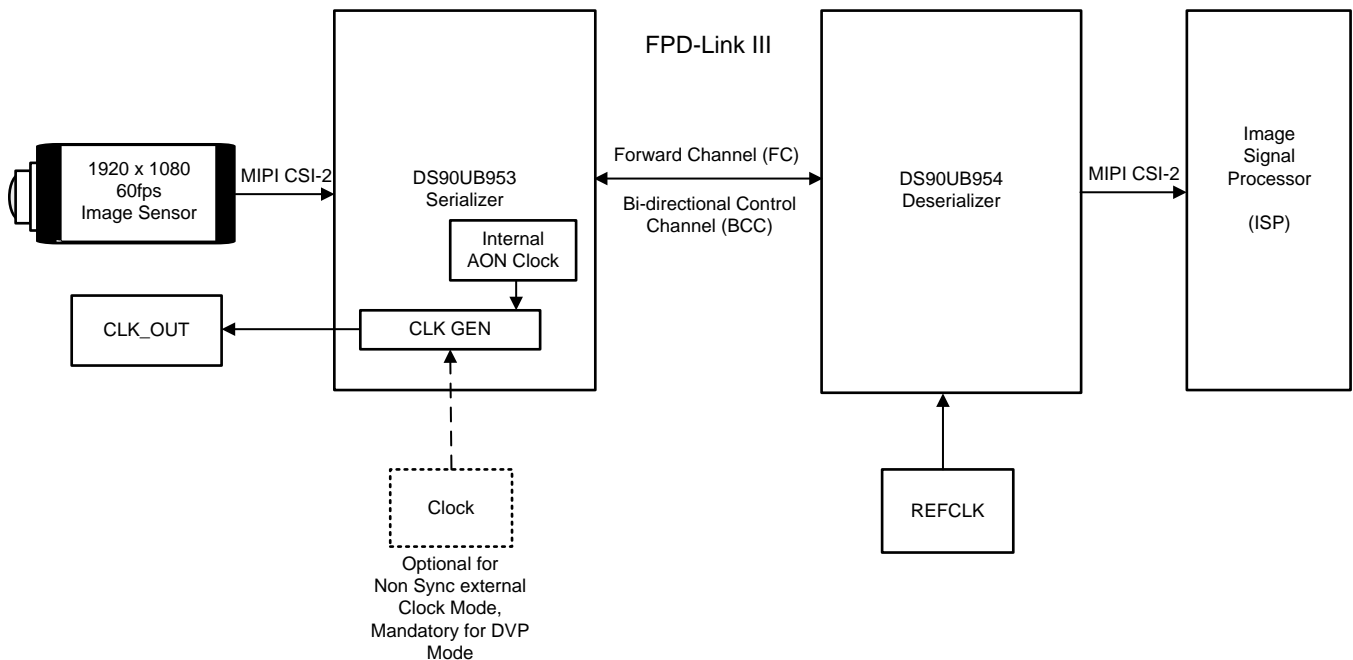 FPD-Link III
1920 x 1080
60fps
Image Sensor
MIPI CSI-2
DS90UB953
Serializer
Internal
AON Clock
CLK GEN
CLK_OUT
Clock
Optional for
Non Sync external
Clock Mode,
Mandatory for DVP
Mode
Forward Channel (FC)
Bi-directional Control
Channel (BCC)
DS90UB954
Deserializer
REFCLK
MIPI CSI-2
Image
Signal
Processor
(ISP)